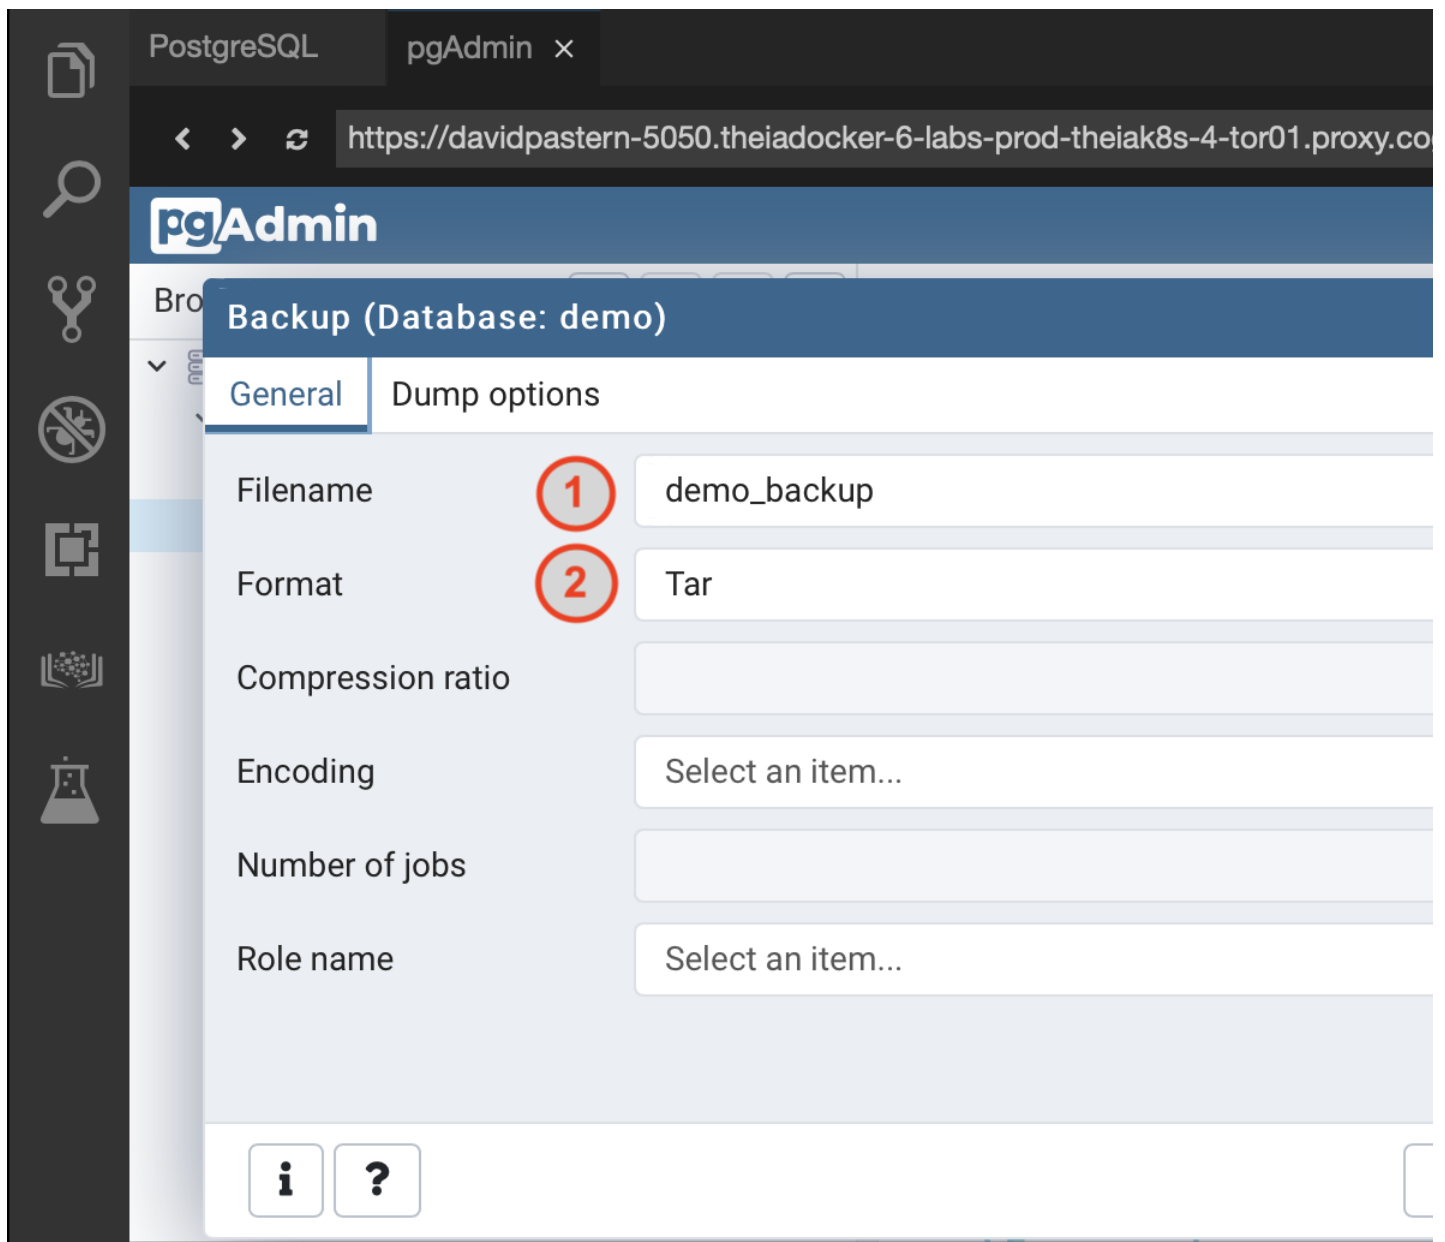 PostgreSQL
pgAdmin
https://davidpastern-5050.theiadocker-6-labs-prod-theiak8s-4-tor01.proxy.co
pgAdmin
Bro
Backup (Database: demo)
General
Dump options
Filename
1
demo_backup
Format
2
Tar
Compression ratio
Encoding
Select an item...
Number of jobs
Role name
Select an item...
i
?